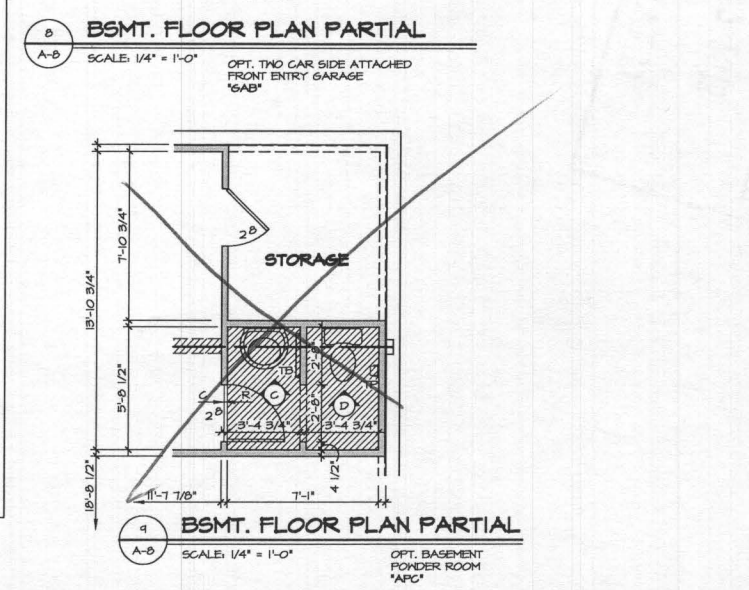 8
A-8
BSMT. FLOOR PLAN PARTIAL
SCALE: 1/4" = 1'-0"
OPT. TWO CAR SIDE ATTACHED
FRONT ENTRY GARAGE
"GAB"
7'-10 3/4"
13'-10 3/4"
2⁸
STORAGE
5'-8 1/2"
2'-8"
TB
C
R
C
D
2⁸
2'-8"
3'-4 3/4"
3'-4 3/4"
4 1/2"
18'-8 1/2"
11'-7 7/8"
7'-1"
9
A-8
BSMT. FLOOR PLAN PARTIAL
SCALE: 1/4" = 1'-0"
OPT. BASEMENT
POWDER ROOM
"APC"